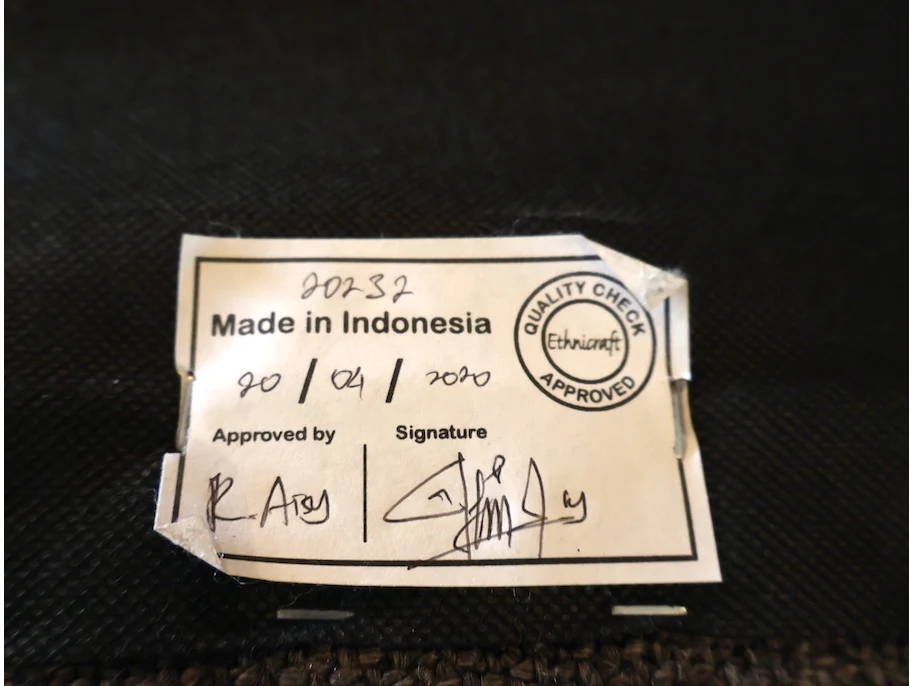 20232
Made in Indonesia
20 / 04 / 2020
QUALITY CHECK
Ethnicraft
APPROVED
Approved by
Signature
R.